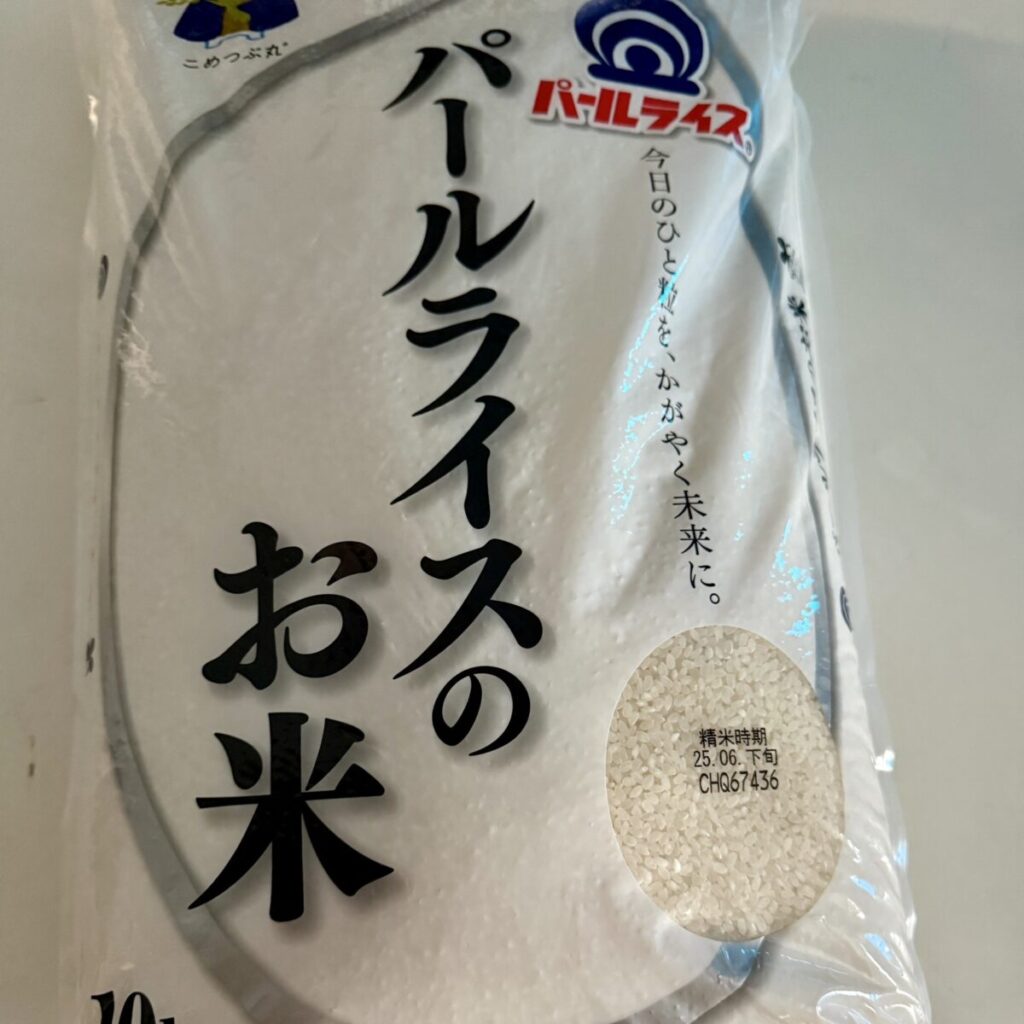 こめつぶ丸
パールライス
パールライスの
お米
今日のひと粒を、かがやく未来に。
精米時期
25.06.下旬
CHQ67436
10k